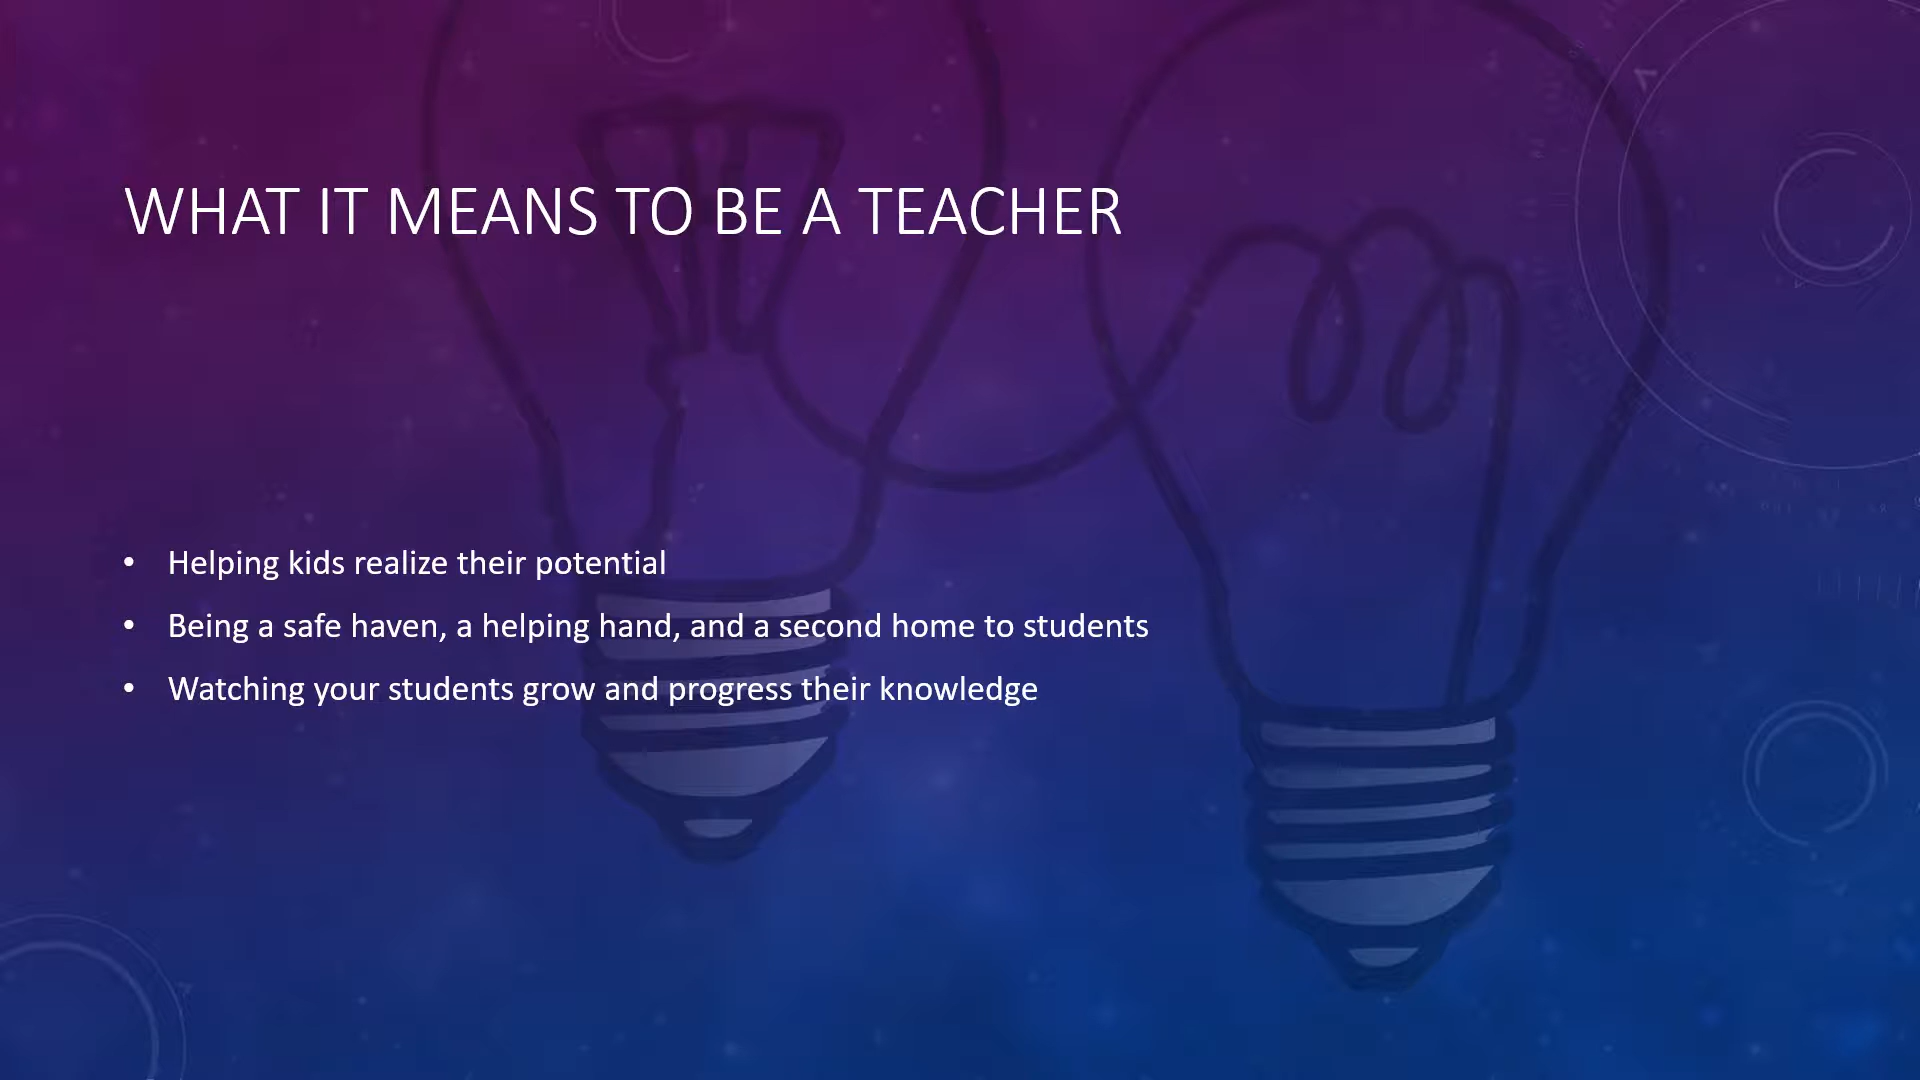 WHAT IT MEANS TO BE A TEACHER
• Helping kids realize their potential
• Being a safe haven, a helping hand, and a second home to students
• Watching your students grow and progress their knowledge